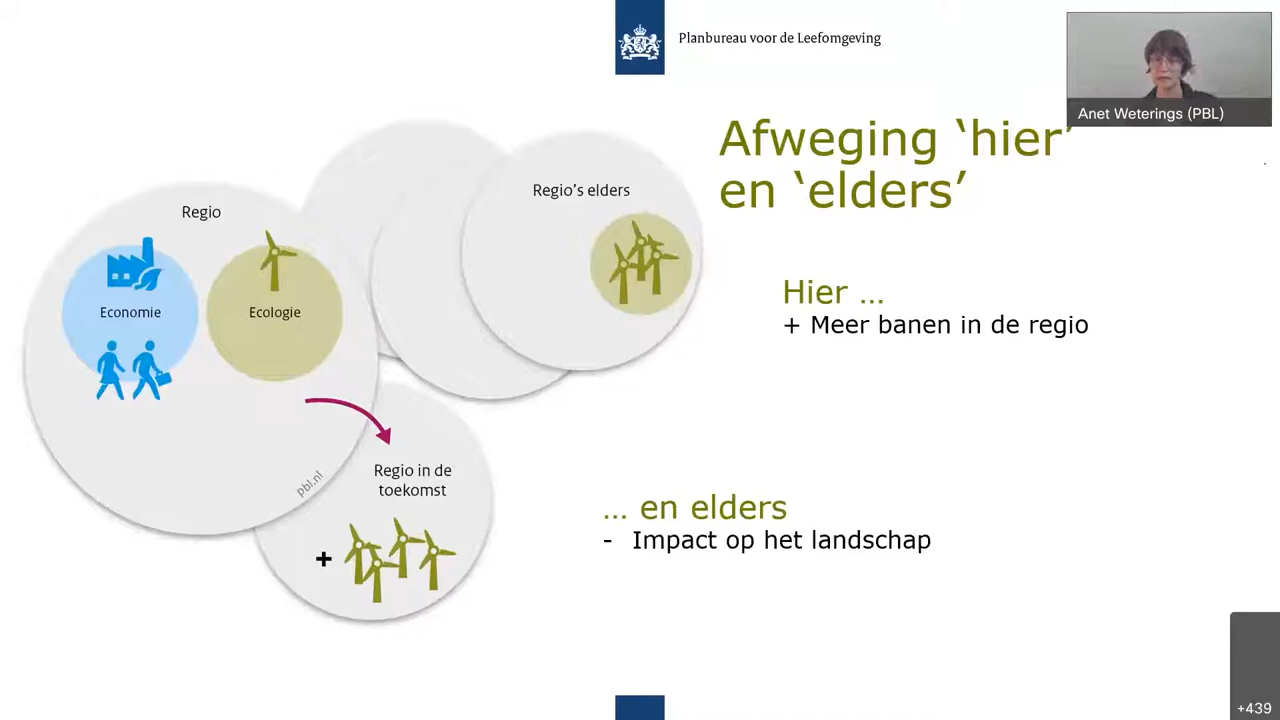 Planbureau voor de Leefomgeving
Anet Weterings (PBL)
Afweging ‘hier’
en ‘elders’
Regio's elders
Regio
Economie
Ecologie
Hier …
+ Meer banen in de regio
Regio in de
toekomst
pbl.nl
+
… en elders
- Impact op het landschap
+439